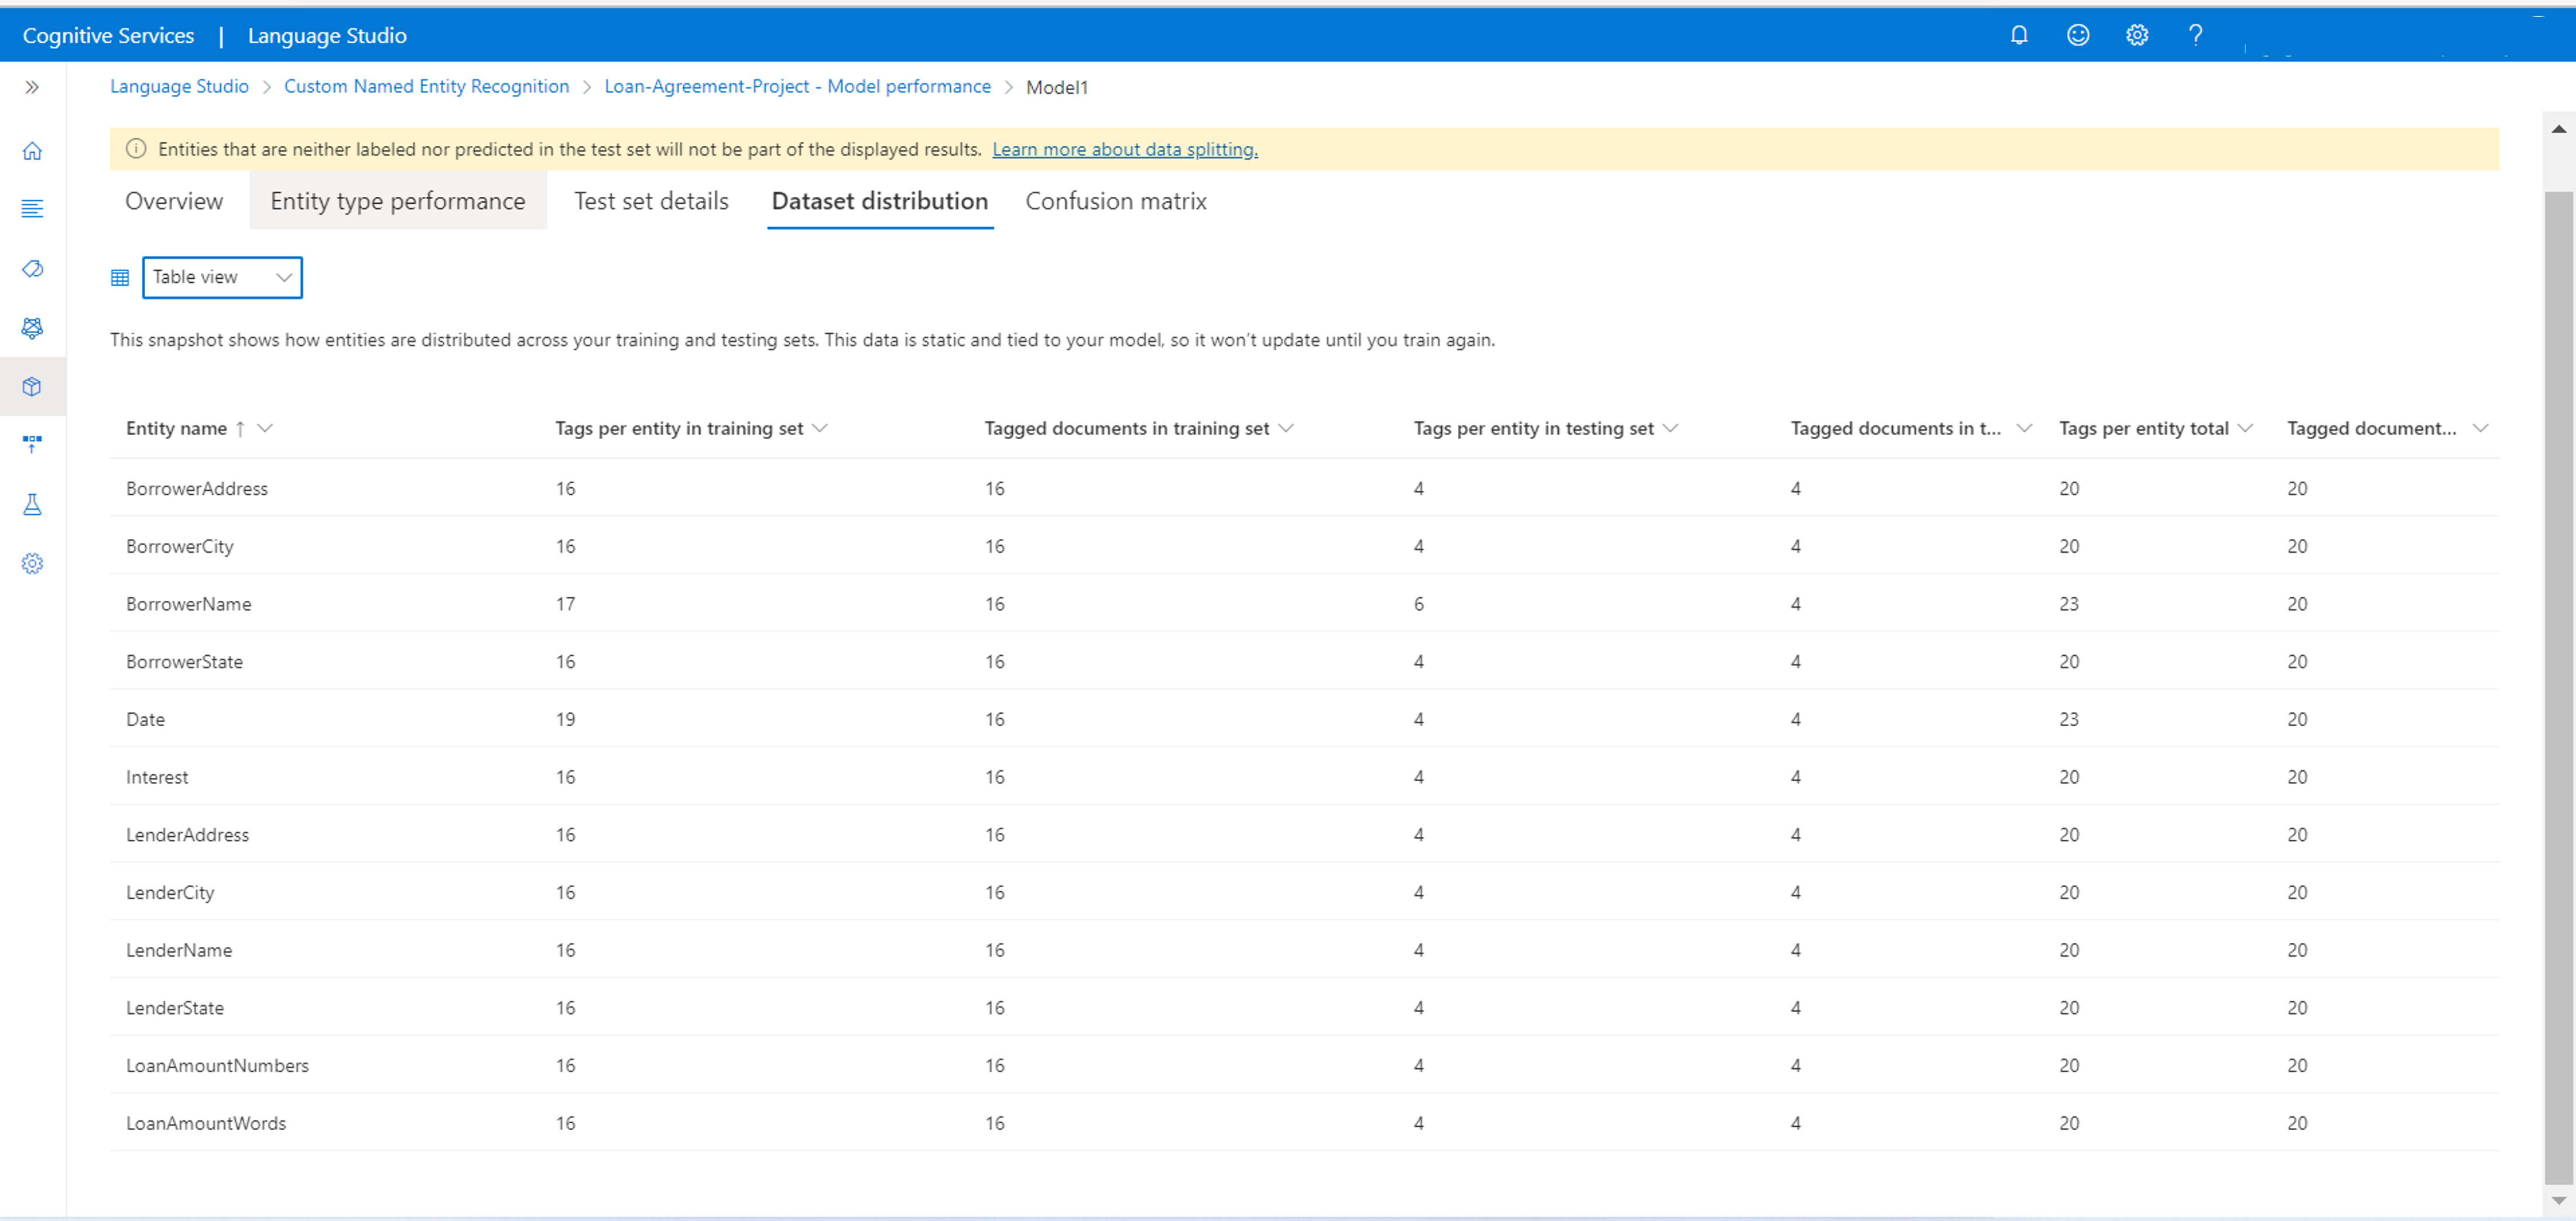 Cognitive Services | Language Studio
Language Studio > Custom Named Entity Recognition > Loan-Agreement-Project - Model performance > Model1
Entities that are neither labeled nor predicted in the test set will not be part of the displayed results. Learn more about data splitting.
Overview Entity type performance Test set details Dataset distribution Confusion matrix
Table view
This snapshot shows how entities are distributed across your training and testing sets. This data is static and tied to your model, so it won't update until you train again.
Entity name ↑ Tags per entity in training set Tagged documents in training set Tags per entity in testing set Tagged documents in t... Tags per entity total Tagged document...
BorrowerAddress 16 16 4 4 20 20
BorrowerCity 16 16 4 4 20 20
BorrowerName 17 16 6 4 23 20
BorrowerState 16 16 4 4 20 20
Date 19 16 4 4 23 20
Interest 16 16 4 4 20 20
LenderAddress 16 16 4 4 20 20
LenderCity 16 16 4 4 20 20
LenderName 16 16 4 4 20 20
LenderState 16 16 4 4 20 20
LoanAmountNumbers 16 16 4 4 20 20
LoanAmountWords 16 16 4 4 20 20